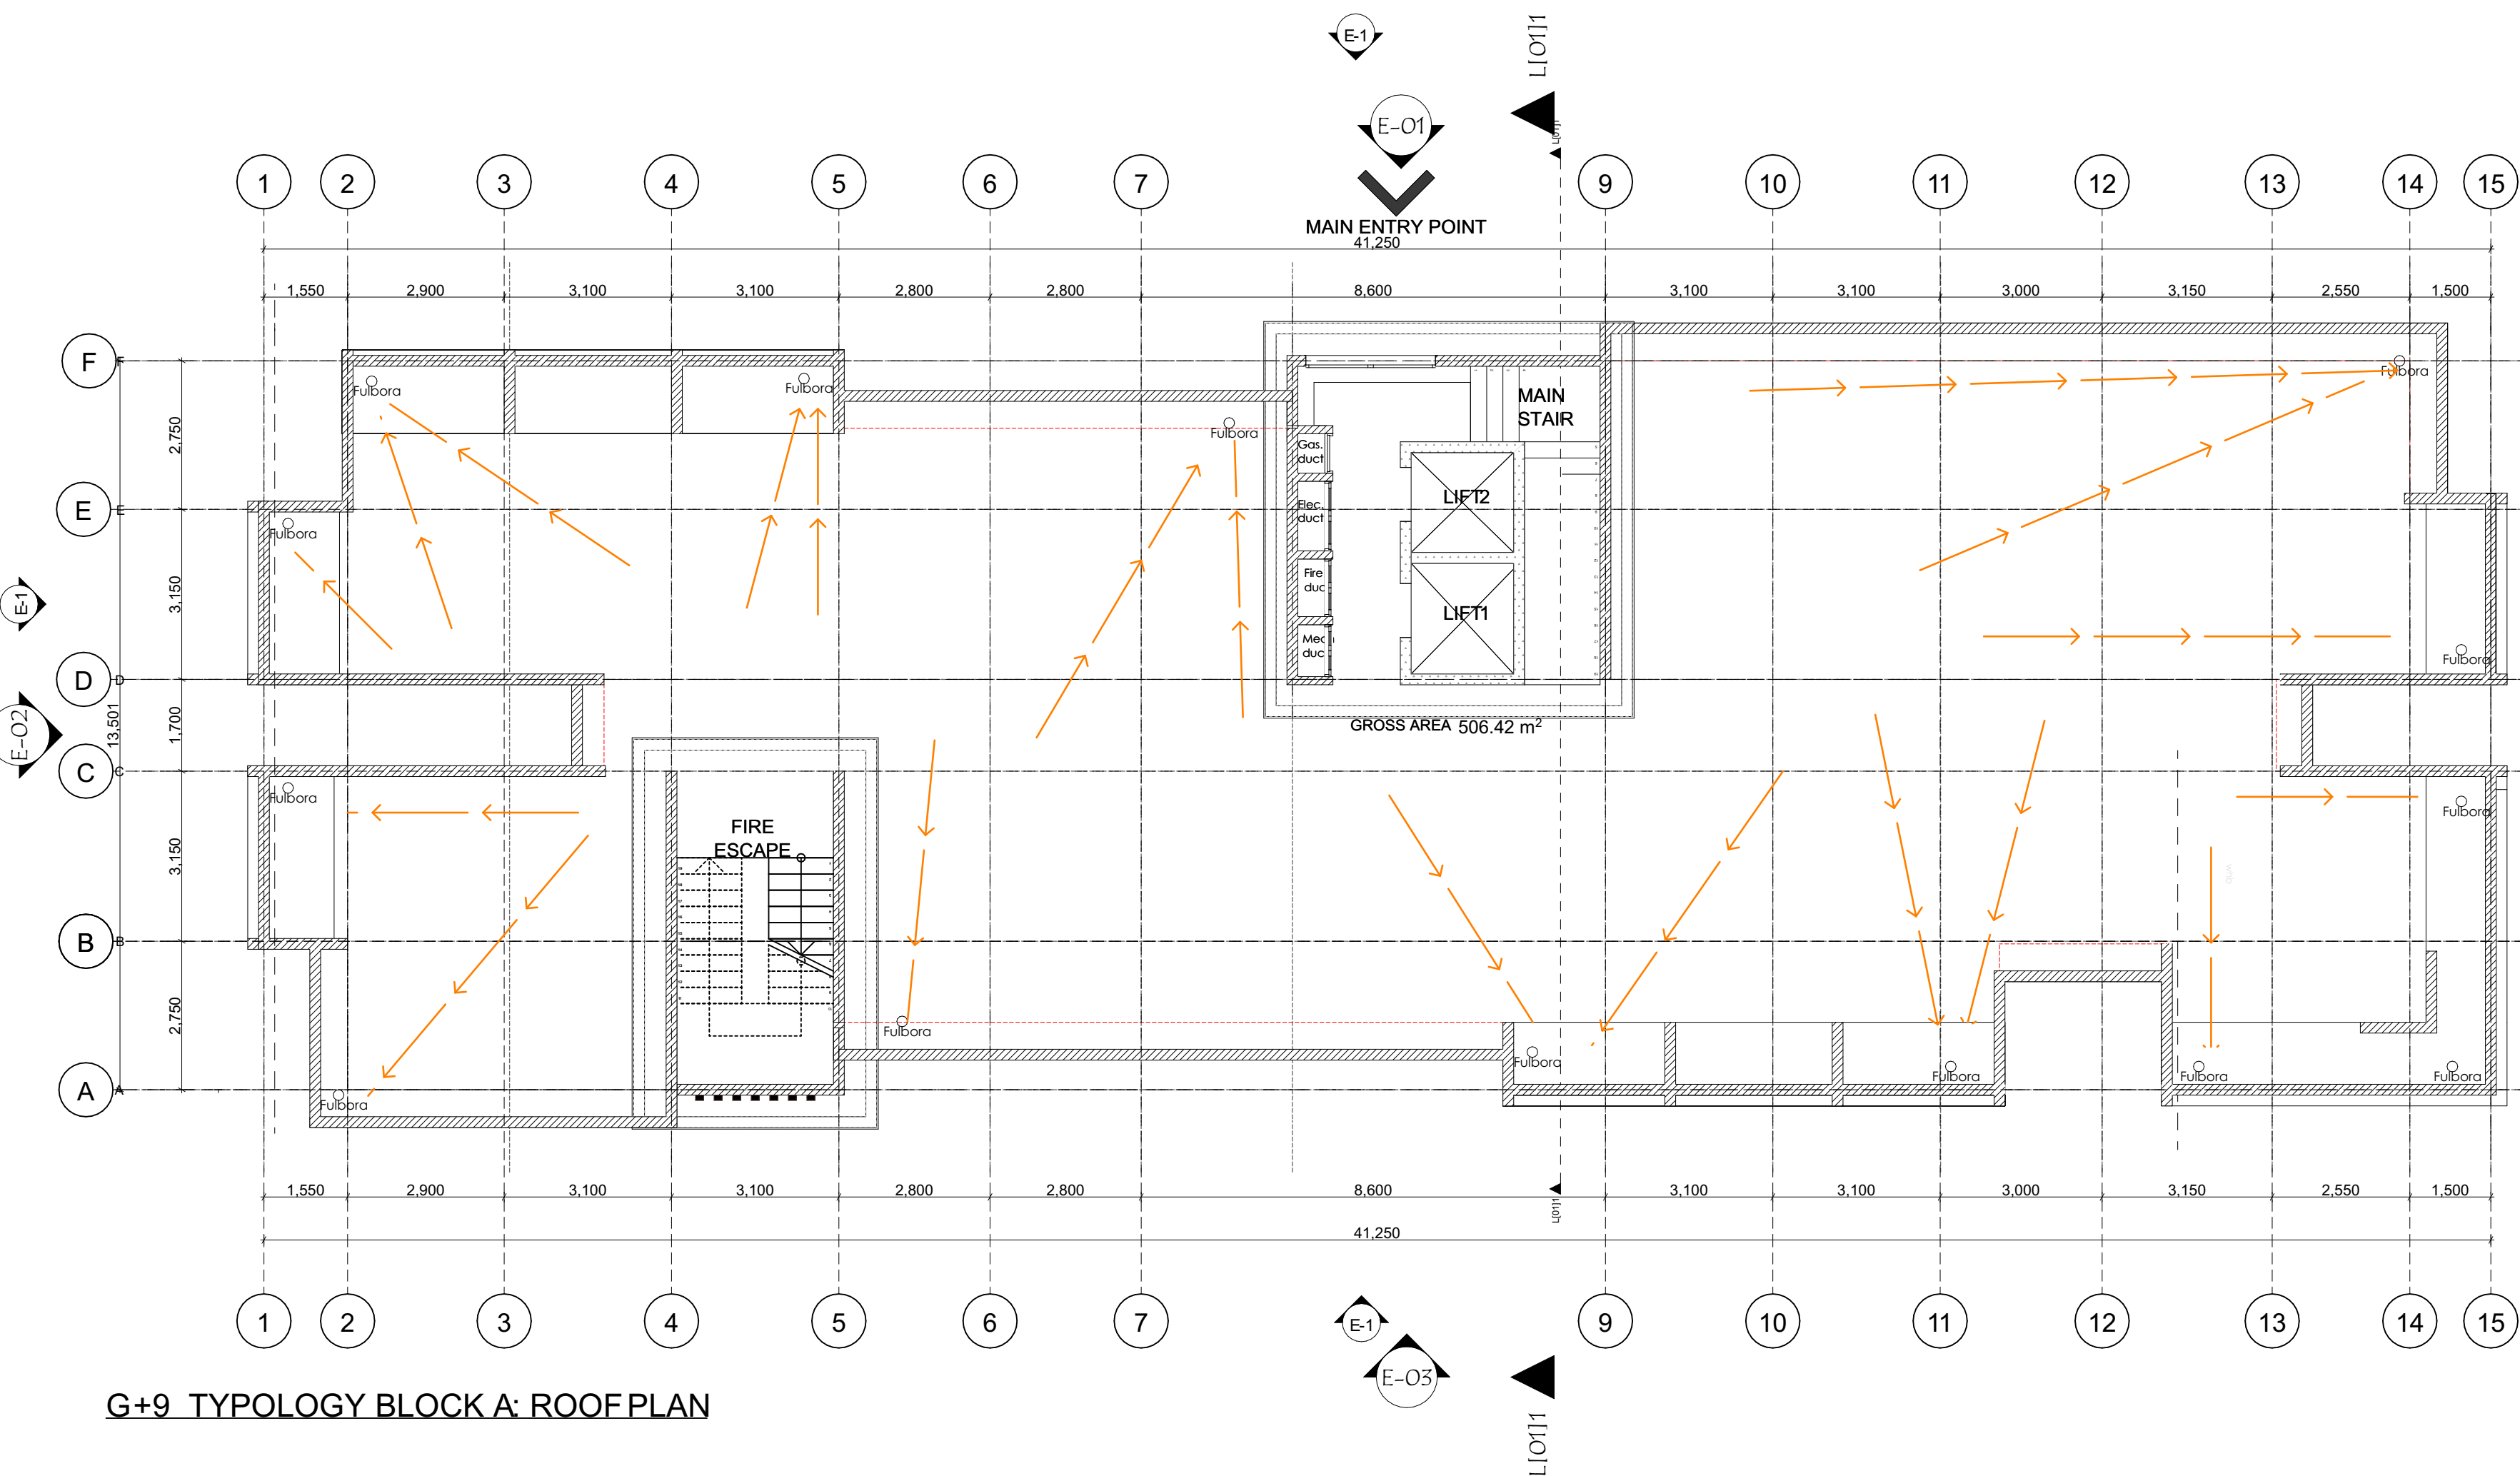 E-1
L[01]1
E-01
L[01]1
1 2 3 4 5 6 7 9 10 11 12 13 14 15
MAIN ENTRY POINT
41,250
1,550 2,900 3,100 3,100 2,800 2,800 8,600 3,100 3,100 3,000 3,150 2,550 1,500
F F
Fulbora
Fulbora
Fulbora
Fulbora
MAIN
STAIR
2,750
Gas.
duct
E E
Elec.
duct
LIFT2
Fulbora
E-1
3,150
Fire
duc
LIFT1
Mec
duc
Fulbora
D D
E-02
13,501
1,700
GROSS AREA 506.42 m²
C C
Fulbora
Fulbora
FIRE
ESCAPE
3,150
B B
2,750
Fulbora
Fulbora
Fulbora
Fulbora
Fulbora
A A
Fulbora
1,550 2,900 3,100 3,100 2,800 2,800 8,600 3,100 3,100 3,000 3,150 2,550 1,500
L[01]1
41,250
1 2 3 4 5 6 7 9 10 11 12 13 14 15
E-1
E-03
G+9 TYPOLOGY BLOCK A: ROOF PLAN
L[01]1